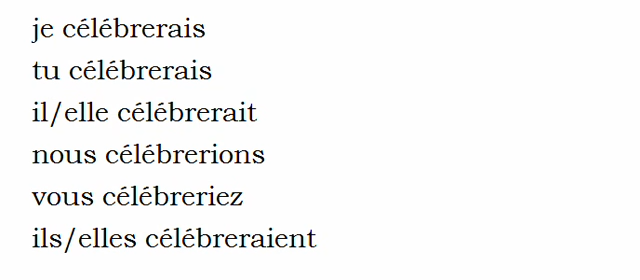 je célébrerais
tu célébrerais
il/elle célébrerait
nous célébrerions
vous célébreriez
ils/elles célébreraient